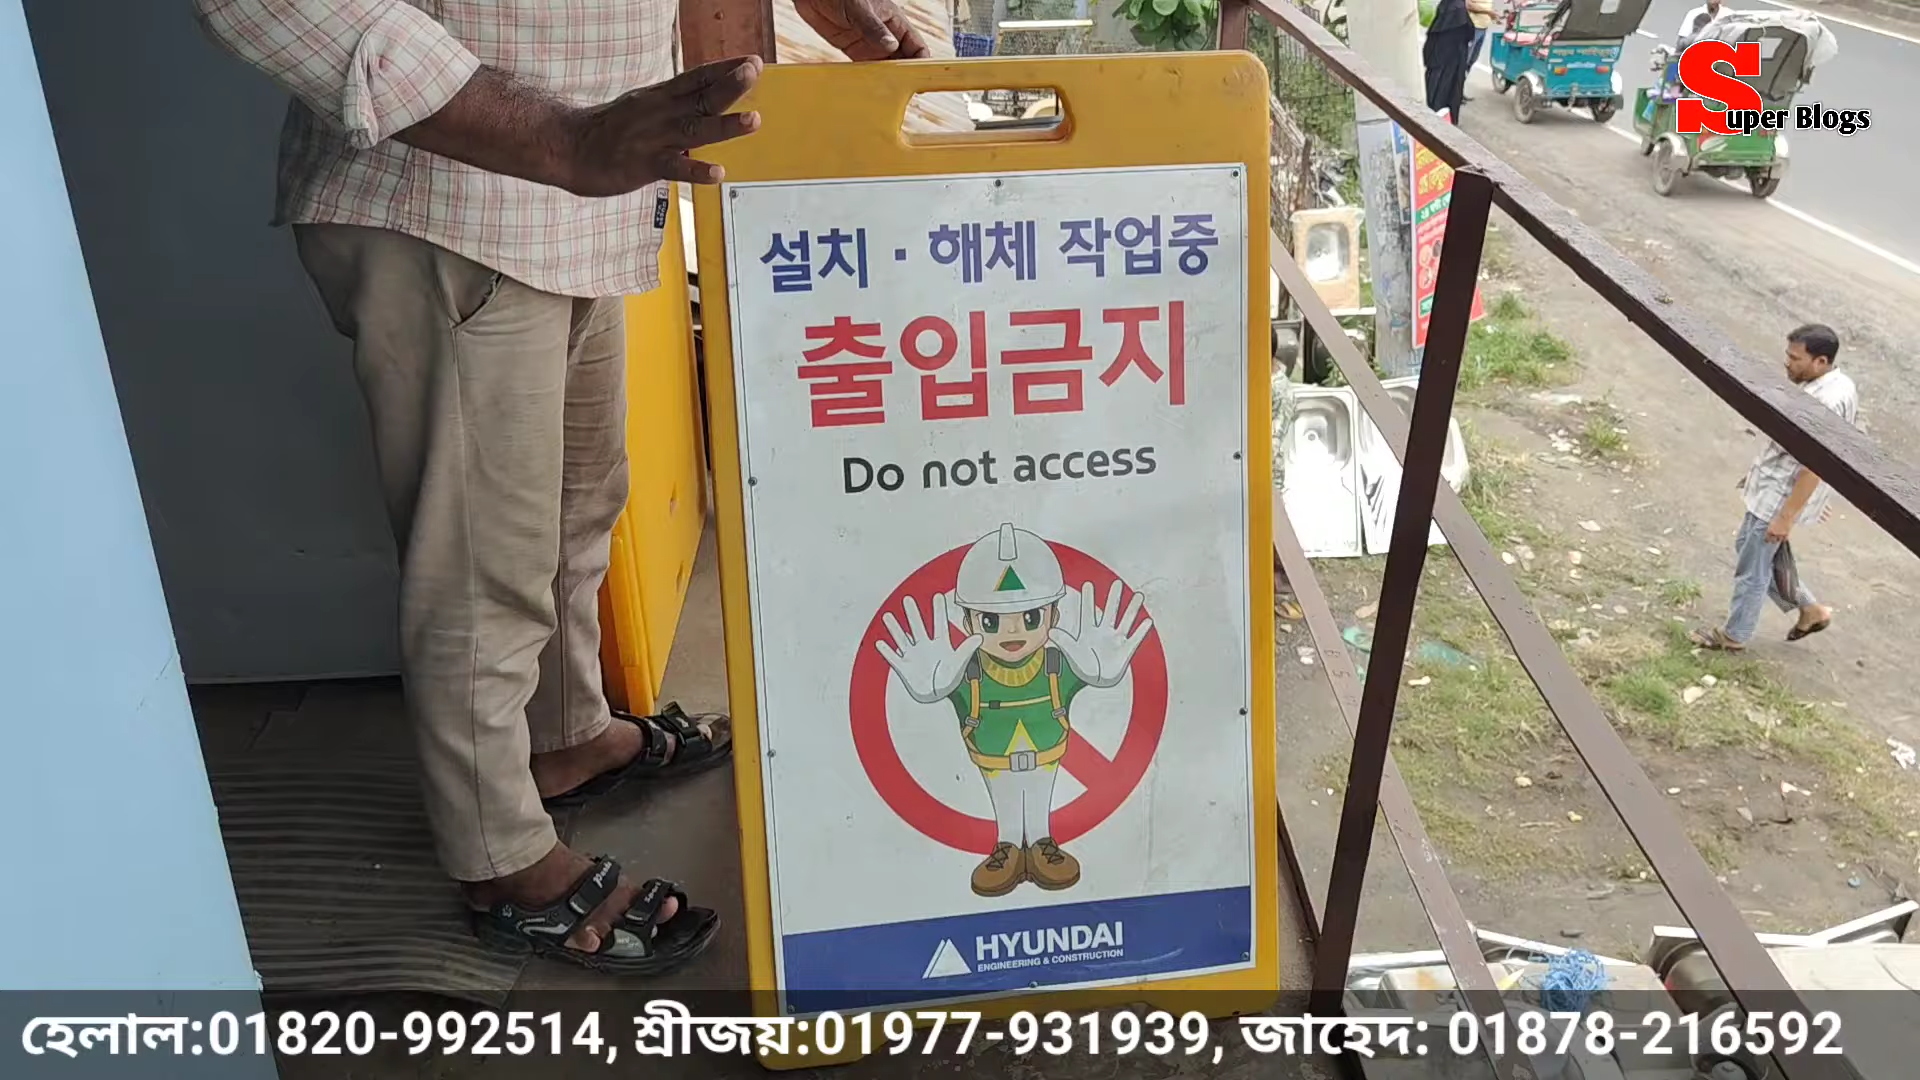 Super Blogs
설치 · 해체 작업중
출입금지
Do not access
HYUNDAI
ENGINEERING & CONSTRUCTION
হেলাল:01820-992514, শ্রীজয়:01977-931939, জাহেদ: 01878-216592